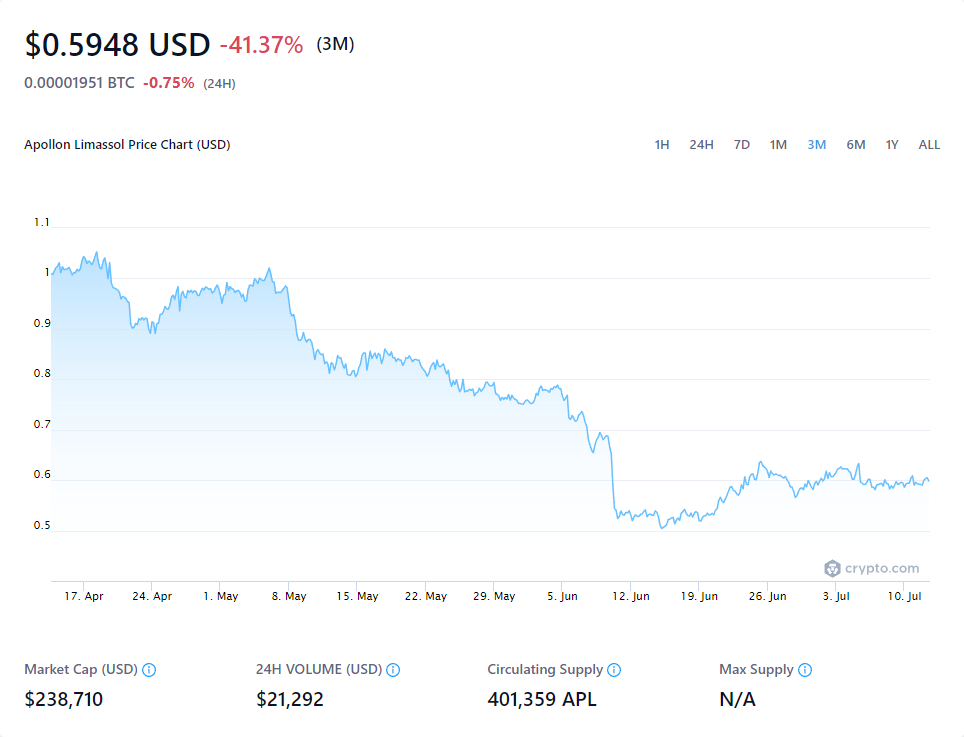 $0.5948 USD -41.37% (3M)
0.00001951 BTC -0.75% (24H)
Apollon Limassol Price Chart (USD) 1H 24H 7D 1M 3M 6M 1Y ALL
1.1
1
0.9
0.8
0.7
0.6
0.5
crypto.com
17. Apr 24. Apr 1. May 8. May 15. May 22. May 29. May 5. Jun 12. Jun 19. Jun 26. Jun 3. Jul 10. Jul
Market Cap (USD) 24H VOLUME (USD) Circulating Supply Max Supply
$238,710 $21,292 401,359 APL N/A